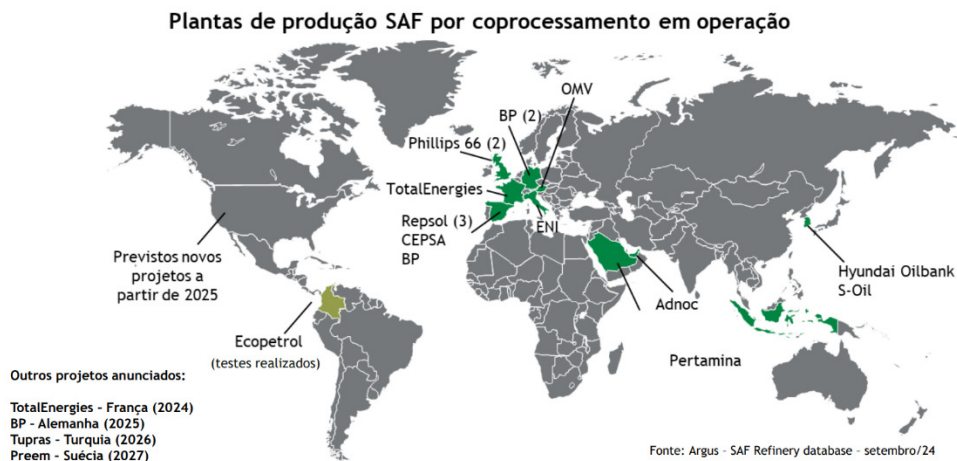 Plantas de produção SAF por coprocessamento em operação
OMV
BP (2)
Phillips 66 (2)
TotalEnergies
Repsol (3)
CEPSA
BP
ENI
Previstos novos
projetos a
partir de 2025
Hyundai Oilbank
S-Oil
Adnoc
Ecopetrol
(testes realizados)
Pertamina
Outros projetos anunciados:
TotalEnergies - França (2024)
BP - Alemanha (2025)
Tupras - Turquia (2026)
Preem - Suécia (2027)
Fonte: Argus - SAF Refinery database - setembro/24